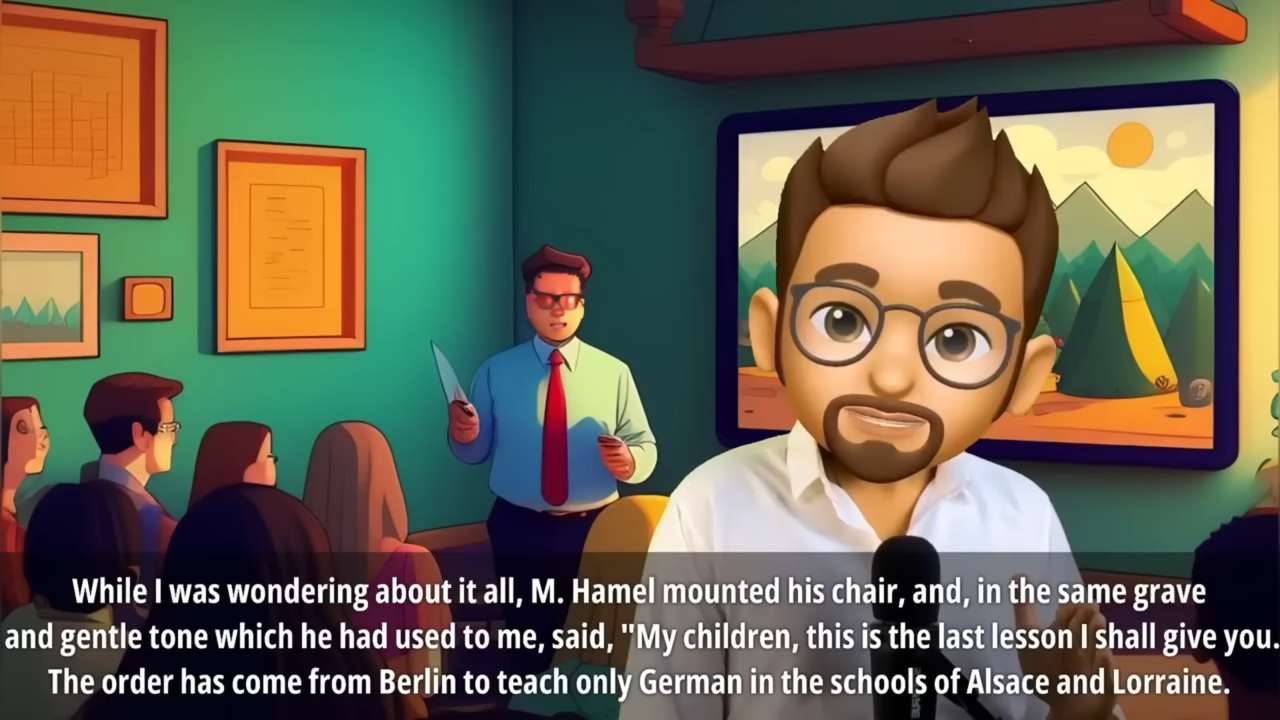 While I was wondering about it all, M. Hamel mounted his chair, and, in the same grave
and gentle tone which he had used to me, said, "My children, this is the last lesson I shall give you.
The order has come from Berlin to teach only German in the schools of Alsace and Lorraine.